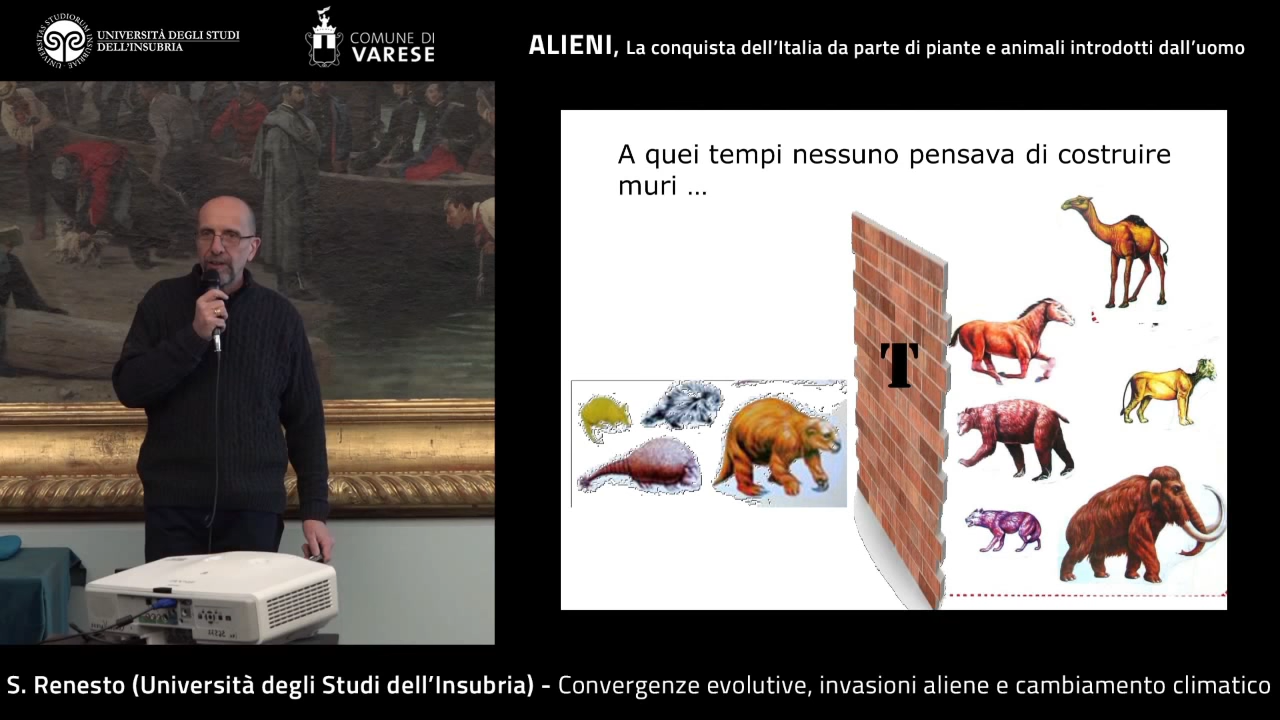 UNIVERSITÀ DEGLI STUDI
DELL'INSUBRIA
COMUNE DI
VARESE
ALIENI, La conquista dell'Italia da parte di piante e animali introdotti dall'uomo
A quei tempi nessuno pensava di costruire
muri ...
T
S. Renesto (Università degli Studi dell'Insubria) - Convergenze evolutive, invasioni aliene e cambiamento climatico